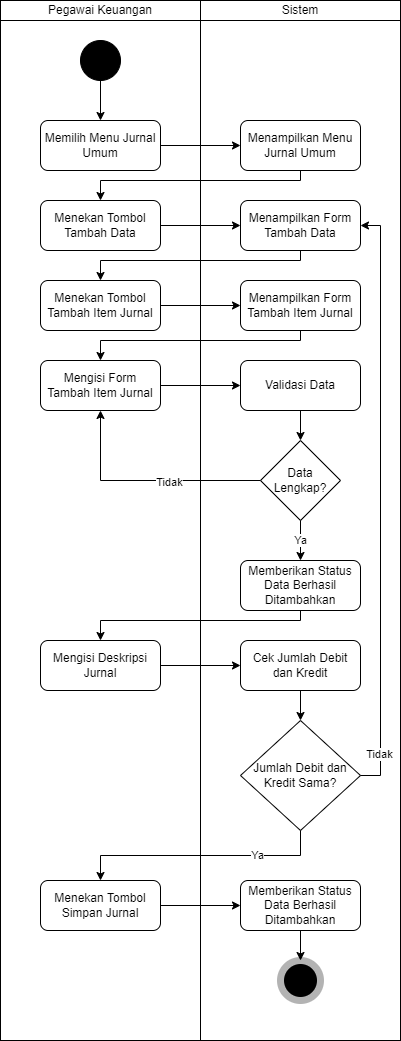 Pegawai Keuangan
Sistem
Memilih Menu Jurnal
Umum
Menampilkan Menu
Jurnal Umum
Menekan Tombol
Tambah Data
Menampilkan Form
Tambah Data
Menekan Tombol
Tambah Item Jurnal
Menampilkan Form
Tambah Item Jurnal
Mengisi Form
Tambah Item Jurnal
Validasi Data
Data
Lengkap?
Tidak
Ya
Memberikan Status
Data Berhasil
Ditambahkan
Mengisi Deskripsi
Jurnal
Cek Jumlah Debit
dan Kredit
Jumlah Debit dan
Kredit Sama?
Tidak
Ya
Menekan Tombol
Simpan Jurnal
Memberikan Status
Data Berhasil
Ditambahkan